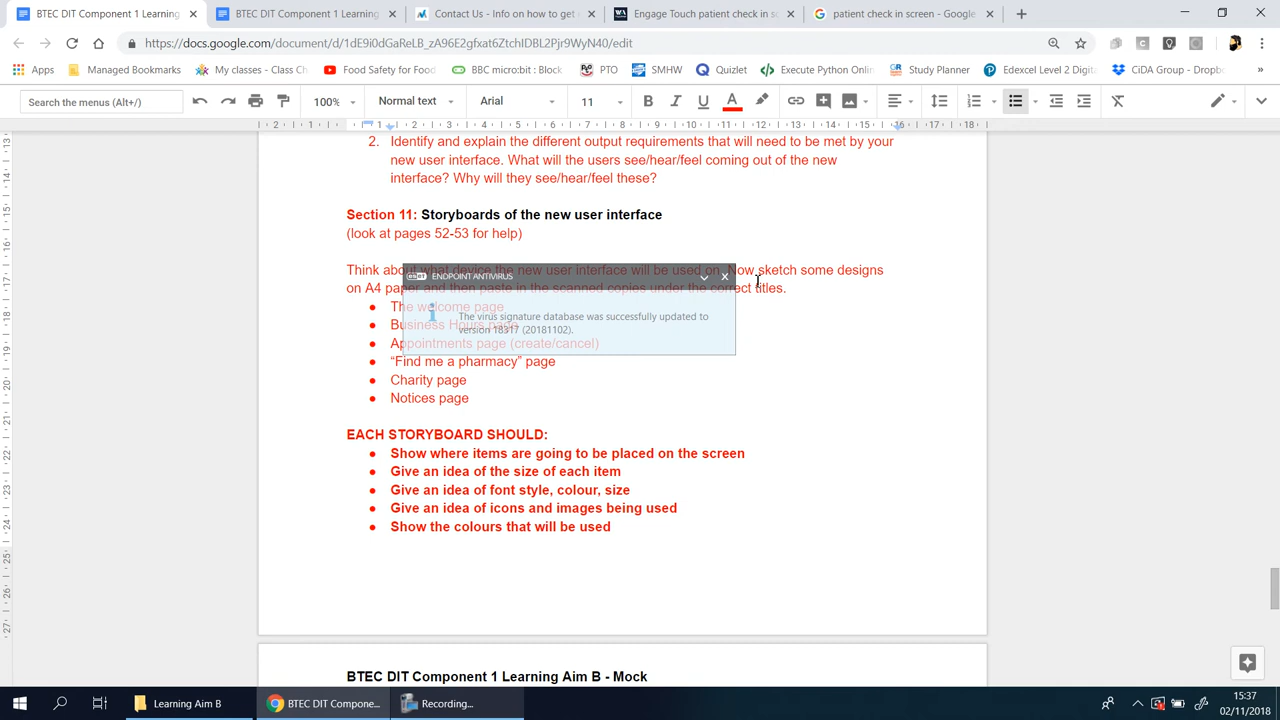 BTEC DIT Component 1 Learning
BTEC DIT Component 1 Learning
Contact Us - Info on how to get
Engage Touch patient check in sc
patient check in screen - Google
https://docs.google.com/document/d/1dE9i0dGaReLB_zA96E2gfxat6ZtchIDBL2Pjr9WyN40/edit
Apps
Managed Bookmarks
My classes - Class Ch
Food Safety for Food
BBC micro:bit : Block
PTO
SMHW
Quizlet
Execute Python Onlin
Study Planner
Edexcel Level 2 Digit
CiDA Group - Dropb
Search the menus (Alt+/)
100%
Normal text
Arial
11
2. Identify and explain the different output requirements that will need to be met by your
new user interface. What will the users see/hear/feel coming out of the new
interface? Why will they see/hear/feel these?
Section 11: Storyboards of the new user interface
(look at pages 52-53 for help)
Think about what device the new user interface will be used on. Now sketch some designs
on A4 paper and then paste in the scanned copies under the correct titles.
ENDPOINT ANTIVIRUS
The virus signature database was successfully updated to
version 18317 (20181102).
● The welcome page
● Business Hours page
● Appointments page (create/cancel)
● “Find me a pharmacy” page
● Charity page
● Notices page
EACH STORYBOARD SHOULD:
● Show where items are going to be placed on the screen
● Give an idea of the size of each item
● Give an idea of font style, colour, size
● Give an idea of icons and images being used
● Show the colours that will be used
BTEC DIT Component 1 Learning Aim B - Mock
Learning Aim B
BTEC DIT Compone...
Recording...
15:37
02/11/2018